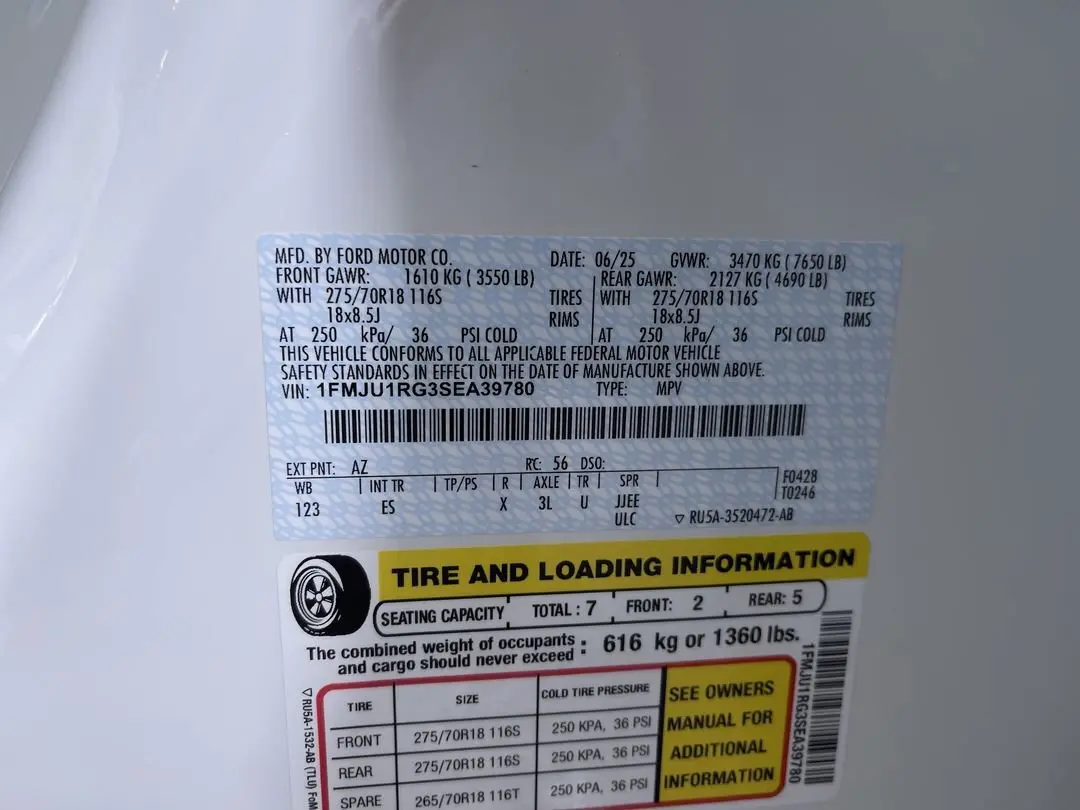 MFD. BY FORD MOTOR CO. DATE: 06/25 GVWR: 3470 KG ( 7650 LB)
FRONT GAWR: 1610 KG ( 3550 LB) REAR GAWR: 2127 KG ( 4690 LB)
WITH 275/70R18 116S TIRES WITH 275/70R18 116S TIRES
18x8.5J RIMS 18x8.5J RIMS
AT 250 kPa/ 36 PSI COLD AT 250 kPa/ 36 PSI COLD
THIS VEHICLE CONFORMS TO ALL APPLICABLE FEDERAL MOTOR VEHICLE
SAFETY STANDARDS IN EFFECT ON THE DATE OF MANUFACTURE SHOWN ABOVE.
VIN: 1FMJU1RG3SEA39780 TYPE: MPV
EXT PNT: AZ RC: 56 DSO:
WB INT TR TP/PS R AXLE TR SPR F0428
123 ES X 3L U JJEE T0246
ULC ▽ RU5A-3520472-AB
TIRE AND LOADING INFORMATION
SEATING CAPACITY TOTAL : 7 FRONT: 2 REAR: 5
The combined weight of occupants
and cargo should never exceed : 616 kg or 1360 lbs.
TIRE SIZE COLD TIRE PRESSURE
FRONT 275/70R18 116S 250 KPA, 36 PSI
REAR 275/70R18 116S 250 KPA, 36 PSI
SPARE 265/70R18 116T 250 KPA, 36 PSI
SEE OWNERS
MANUAL FOR
ADDITIONAL
INFORMATION
1FMJU1RG3SEA39780
▽ RU5A-1532-AB (TLU)